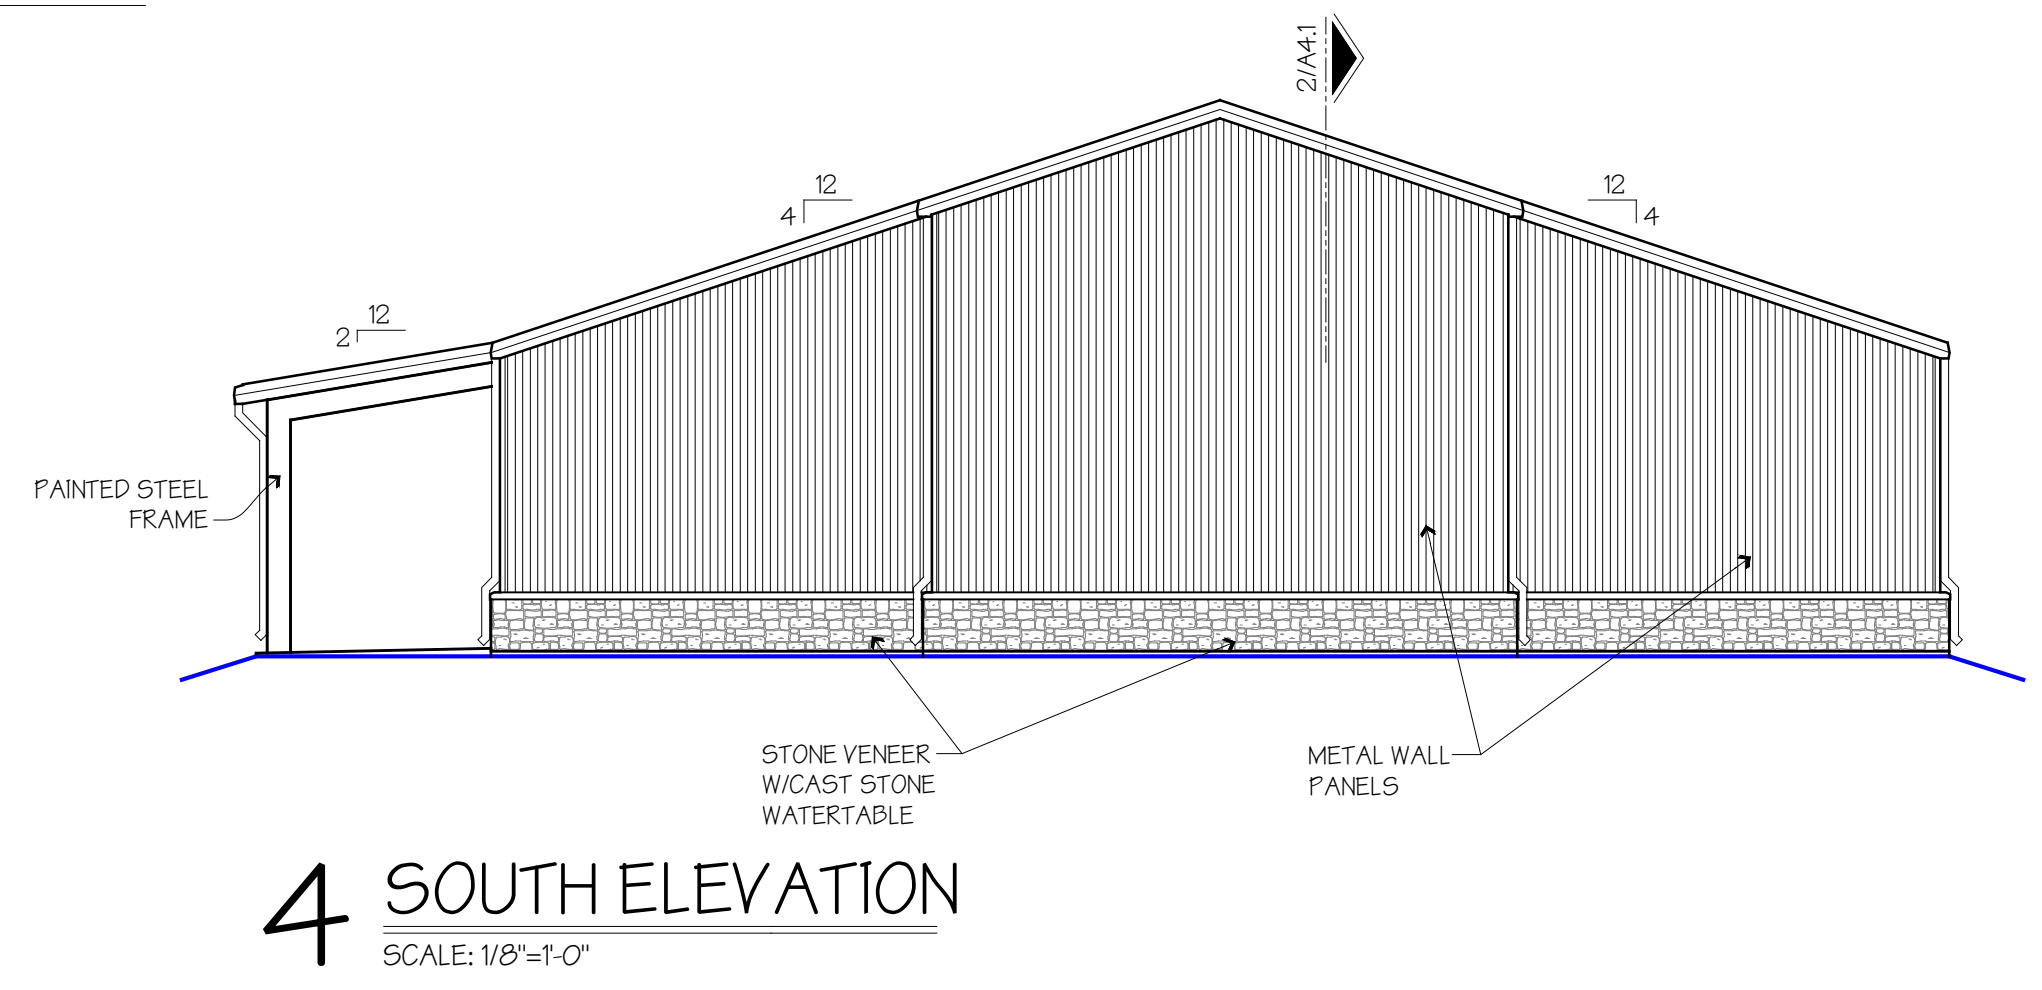 2/A4.1
12
4
12
4
12
2
PAINTED STEEL
FRAME
STONE VENEER
W/CAST STONE
WATERTABLE
METAL WALL
PANELS
4
SOUTH ELEVATION
SCALE: 1/8"=1'-0"